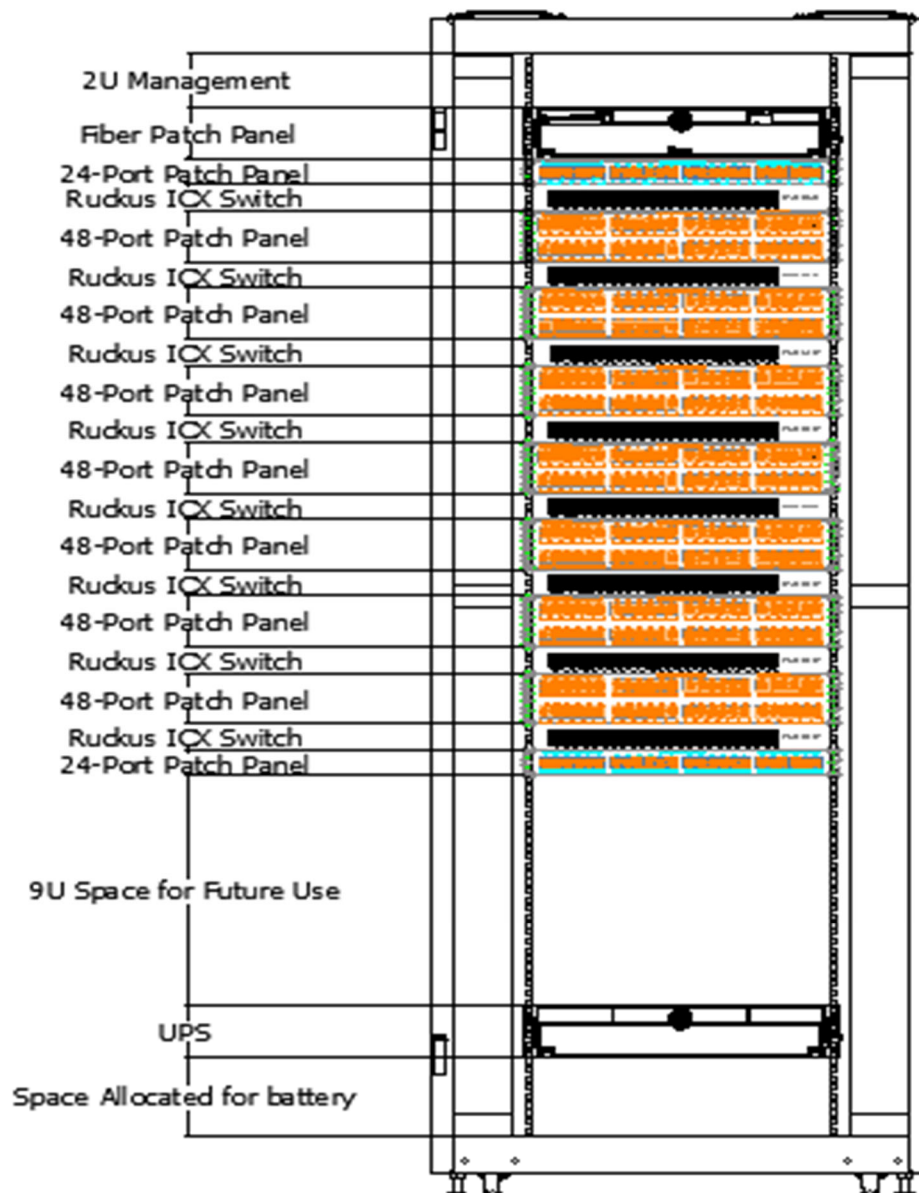 2U Management
Fiber Patch Panel
24-Port Patch Panel
Ruckus ICX Switch
48-Port Patch Panel
Ruckus ICX Switch
48-Port Patch Panel
Ruckus ICX Switch
48-Port Patch Panel
Ruckus ICX Switch
48-Port Patch Panel
Ruckus ICX Switch
48-Port Patch Panel
Ruckus ICX Switch
48-Port Patch Panel
Ruckus ICX Switch
48-Port Patch Panel
Ruckus ICX Switch
24-Port Patch Panel
9U Space for Future Use
UPS
Space Allocated for battery